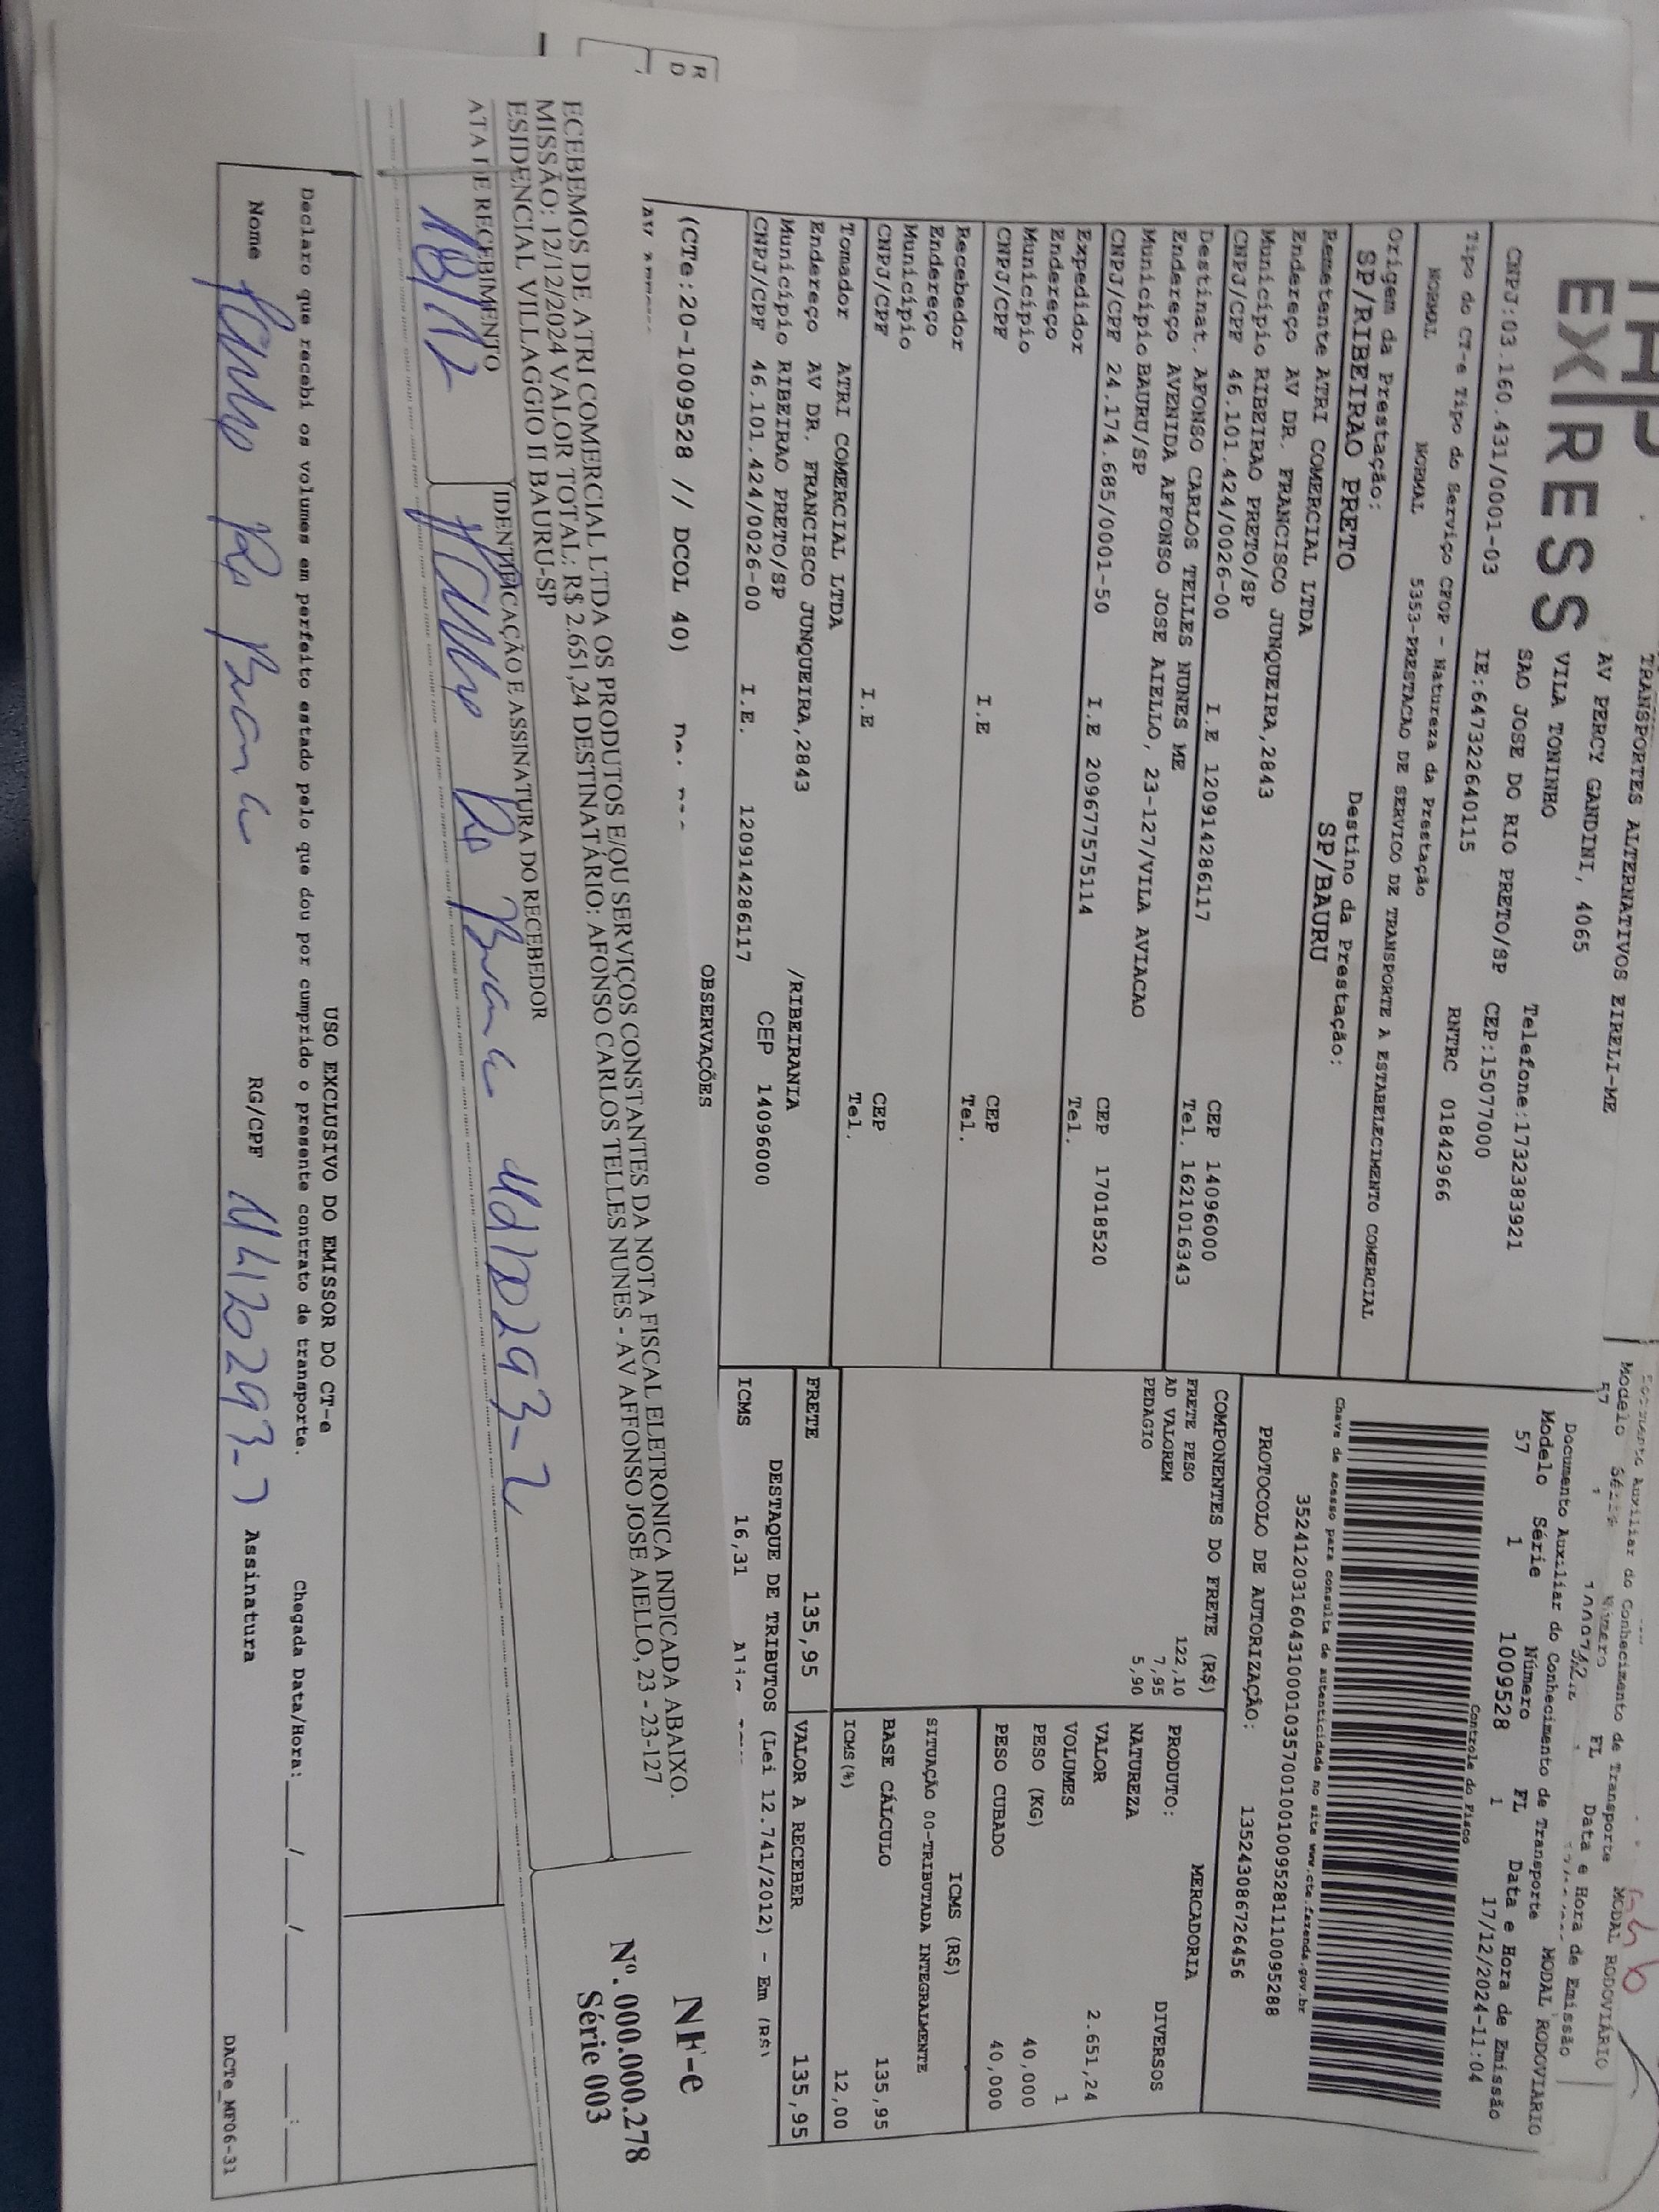 EXPRESS
TRANSPORTES ALTERNATIVOS EIRELI-ME
AV PERCY GANDINI, 4065
VILA TONINHO
SAO JOSE DO RIO PRETO/SP CEP:15077000
Telefone:1732383921
CNPJ:03.160.431/0001-03 IE:647322640115 RNTRC 01842966
Tipo do CT-e Tipo do Serviço CFOP - Natureza da Prestação
NORMAL NORMAL 5353-PRESTACAO DE SERVICO DE TRANSPORTE A ESTABELECIMENTO COMERCIAL
Origem da Prestação: Destino da Prestação:
SP/RIBEIRAO PRETO SP/BAURU
Remetente ATRI COMERCIAL LTDA
Endereço AV DR. FRANCISCO JUNQUEIRA,2843
Município RIBEIRAO PRETO/SP CEP 14096000
CNPJ/CPF 46.101.424/0026-00 I.E 120914286117 Tel. 1621016343
Destinat. AFONSO CARLOS TELLES NUNES ME
Endereço AVENIDA AFFONSO JOSE AIELLO, 23-127/VILA AVIACAO
Município BAURU/SP CEP 17018520
CNPJ/CPF 24.174.685/0001-50 I.E 209677575114 Tel.
Expedidor
Endereço
Município CEP
CNPJ/CPF I.E Tel.
Recebedor
Endereço
Município CEP
CNPJ/CPF I.E Tel.
Tomador ATRI COMERCIAL LTDA
Endereço AV DR. FRANCISCO JUNQUEIRA,2843 /RIBEIRANIA
Município RIBEIRAO PRETO/SP CEP 14096000
CNPJ/CPF 46.101.424/0026-00 I.E. 120914286117
OBSERVAÇÕES
(CTe:20-1009528 // DCOL 40)
Modelo Série Número FL Data e Hora de Emissão
57 1
Documento Auxiliar do Conhecimento de Transporte MODAL RODOVIÁRIO
Modelo Série Número FL Data e Hora de Emissão
57 1 1009528 1 17/12/2024-11:04
Controle do Fisco
Chave de acesso para consulta de autenticidade no site www.cte.fazenda.gov.br
35241203160431000103570010010095281110095288
PROTOCOLO DE AUTORIZAÇÃO: 135243086726456
COMPONENTES DO FRETE (R$)
FRETE PESO 122,10
AD VALOREM 7,95
PEDAGIO 5,90
MERCADORIA
PRODUTO: DIVERSOS
NATUREZA
VALOR 2.651,24
VOLUMES 1
PESO (KG) 40,000
PESO CUBADO 40,000
ICMS (R$)
SITUAÇÃO 00-TRIBUTADA INTEGRALMENTE
BASE CÁLCULO 135,95
ICMS(%) 12,00
FRETE 135,95 VALOR A RECEBER 135,95
DESTAQUE DE TRIBUTOS (Lei 12.741/2012) - Em (R$)
ICMS 16,31
ECEBEMOS DE ATRI COMERCIAL LTDA OS PRODUTOS E/OU SERVIÇOS CONSTANTES DA NOTA FISCAL ELETRONICA INDICADA ABAIXO.
MISSÃO: 12/12/2024 VALOR TOTAL: R$ 2.651,24 DESTINATÁRIO: AFONSO CARLOS TELLES NUNES - AV AFFONSO JOSE AIELLO, 23 - 23-127
ESIDENCIAL VILLAGGIO II BAURU-SP
ATA DE RECEBIMENTO IDENTIFICAÇÃO E ASSINATURA DO RECEBEDOR
18/12
NF-e
Nº. 000.000.278
Série 003
USO EXCLUSIVO DO EMISSOR DO CT-e
Declaro que recebi os volumes em perfeito estado pelo que dou por cumprido o presente contrato de transporte. Chegada Data/Hora: / / :
Nome RG/CPF Assinatura
DACTe_MF06-31